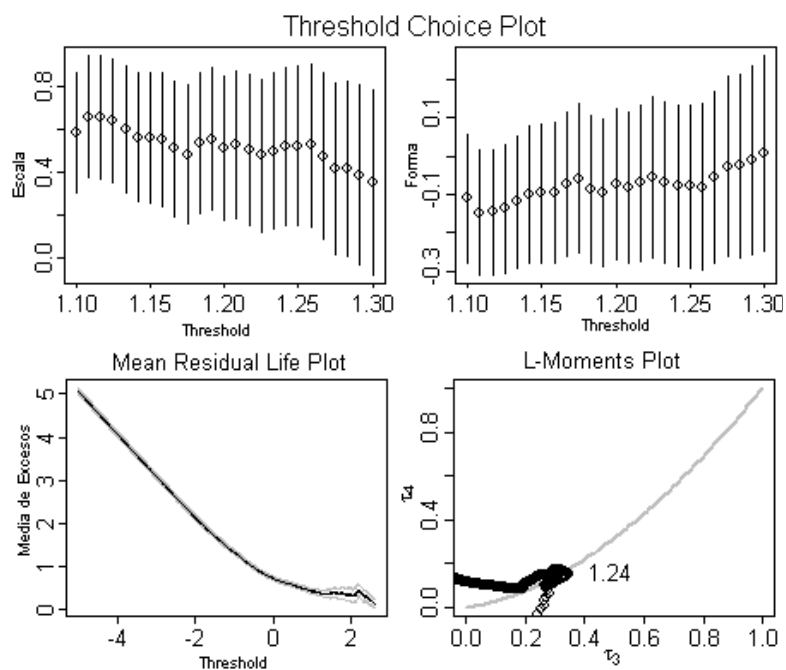 Threshold Choice Plot
Escala
0.0 0.4 0.8
1.10 1.15 1.20 1.25 1.30
Threshold
Forma
-0.3 -0.1 0.1
1.10 1.15 1.20 1.25 1.30
Threshold
Mean Residual Life Plot
Media de Excesos
0 1 2 3 4 5
-4 -2 0 2
Threshold
L-Moments Plot
τ4
0.0 0.4 0.8
1.24
0.0 0.2 0.4 0.6 0.8 1.0
τ3